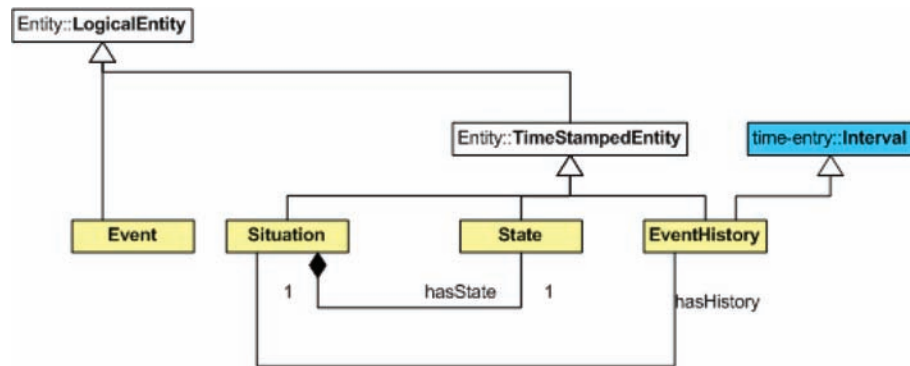 Entity::LogicalEntity
Entity::TimeStampedEntity
time-entry::Interval
Event
Situation
State
EventHistory
1
hasState
1
hasHistory